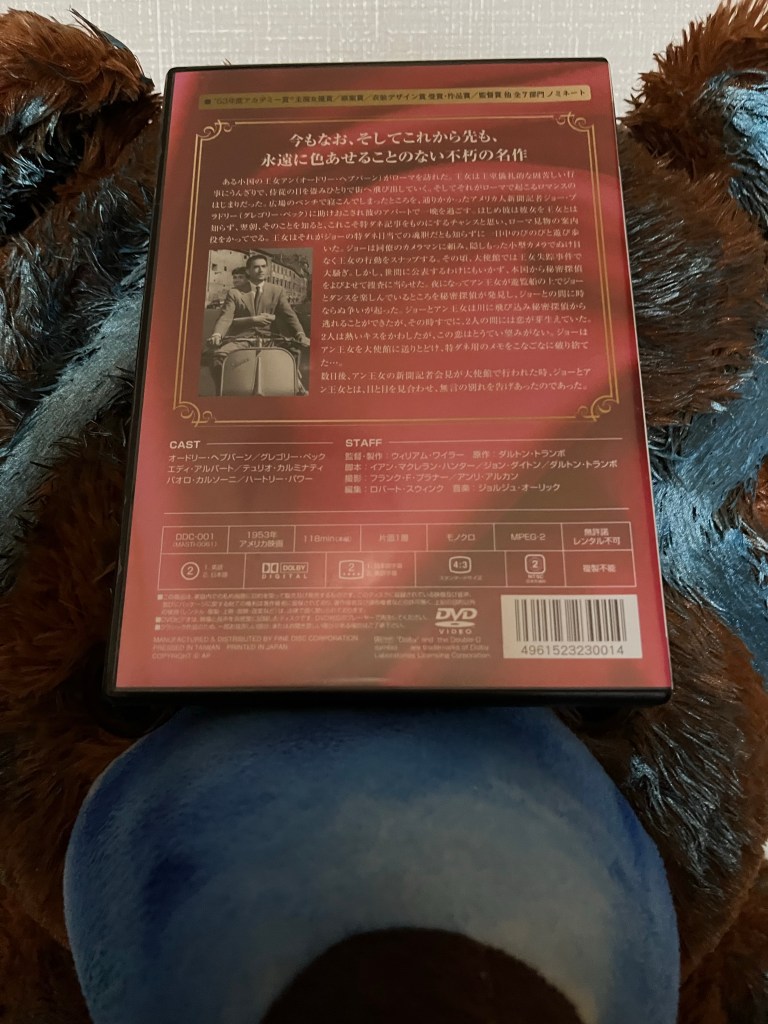 ■"53年度アカデミー賞"主演女優賞/原案賞/衣装デザイン賞 受賞・作品賞/監督賞 他 全7部門 ノミネート
今もなお、そしてこれから先も、
永遠に色あせることのない不朽の名作
ある小国の王女アン(オードリー・ヘプバーン)がローマを訪れた。王女は王室儀礼的な固苦しい行
事にうんざりで、侍従の目を盗みひとりで街へ飛び出していく。そしてそれがローマで起こるロマンスの
はじまりだった。広場のベンチで寝こんでしまったところを、通りかかったアメリカ人新聞記者ジョー・ブ
ラドリー(グレゴリー・ペック)に助けおこされ彼のアパートで一晩を過ごす。はじめ彼は彼女を王女とは
知らず、翌朝、そのことを知ると、これこそ特ダネ記事をものにするチャンスと思い、ローマ見物の案内
役をかってでる。王女はそれがジョーの特ダネ目当ての魂胆だとも知らずに一日中のびのびと遊び歩
いた。ジョーは同僚のカメラマンに頼み、隠しもった小型カメラでぬけ目
なく王女の行動をスナップする。その頃、大使館では王女失踪事件で
大騒ぎ。しかし、世間に公表するわけにもいかず、本国から秘密探偵
をよびよせて捜査に当らせた。夜になってアン王女が遊覧船の上でジョー
とダンスを楽しんでいるところを秘密探偵が発見し、ジョーとの間に時
ならぬ争いが起った。ジョーとアン王女は川に飛び込み秘密探偵から
逃れることができたが、その時すでに、2人の間には恋が芽生えていた。
2人は熱いキスをかわしたが、この恋はとうてい望みがない。ジョーは
アン王女を大使館に送りとどけ、特ダネ用のメモをこなごなに破り捨て
た…。
数日後、アン王女の新聞記者会見が大使館で行われた時、ジョーとア
ン王女とは、目と目を見合わせ、無言の別れを告げあったのであった。
CAST
オードリー・ヘプバーン/グレゴリー・ペック
エディ・アルバート/テュリオ・カルミナティ
パオロ・カルソーニ/ハートリー・パワー
STAFF
監督・製作:ウィリアム・ワイラー 原作:ダルトン・トランボ
脚本:イアン・マクレラン・ハンター/ジョン・ダイトン/ダルトン・トランボ
撮影:フランク・F・プラナー/アンリ・アルカン
編集:ロバート・スウィンク 音楽:ジョルジュ・オーリック
DDC-001
1953年
アメリカ映画
118min(本編)
片面1層
モノクロ
MPEG-2
無許諾
レンタル不可
2
1. 英語
2. 日本語
DOLBY
DIGITAL
2
4:3
スタンダードサイズ
2
複製不能
DVD
VIDEO
MANUFACTURED & DISTRIBUTED BY FINE DISC CORPORATION
PRESSED IN TAIWAN PRINTED IN JAPAN
COPYRIGHT © AF
"Dolby" and the Double-D
are trademarks of Dolby
Laboratories Licensing Corporation
4961523230014